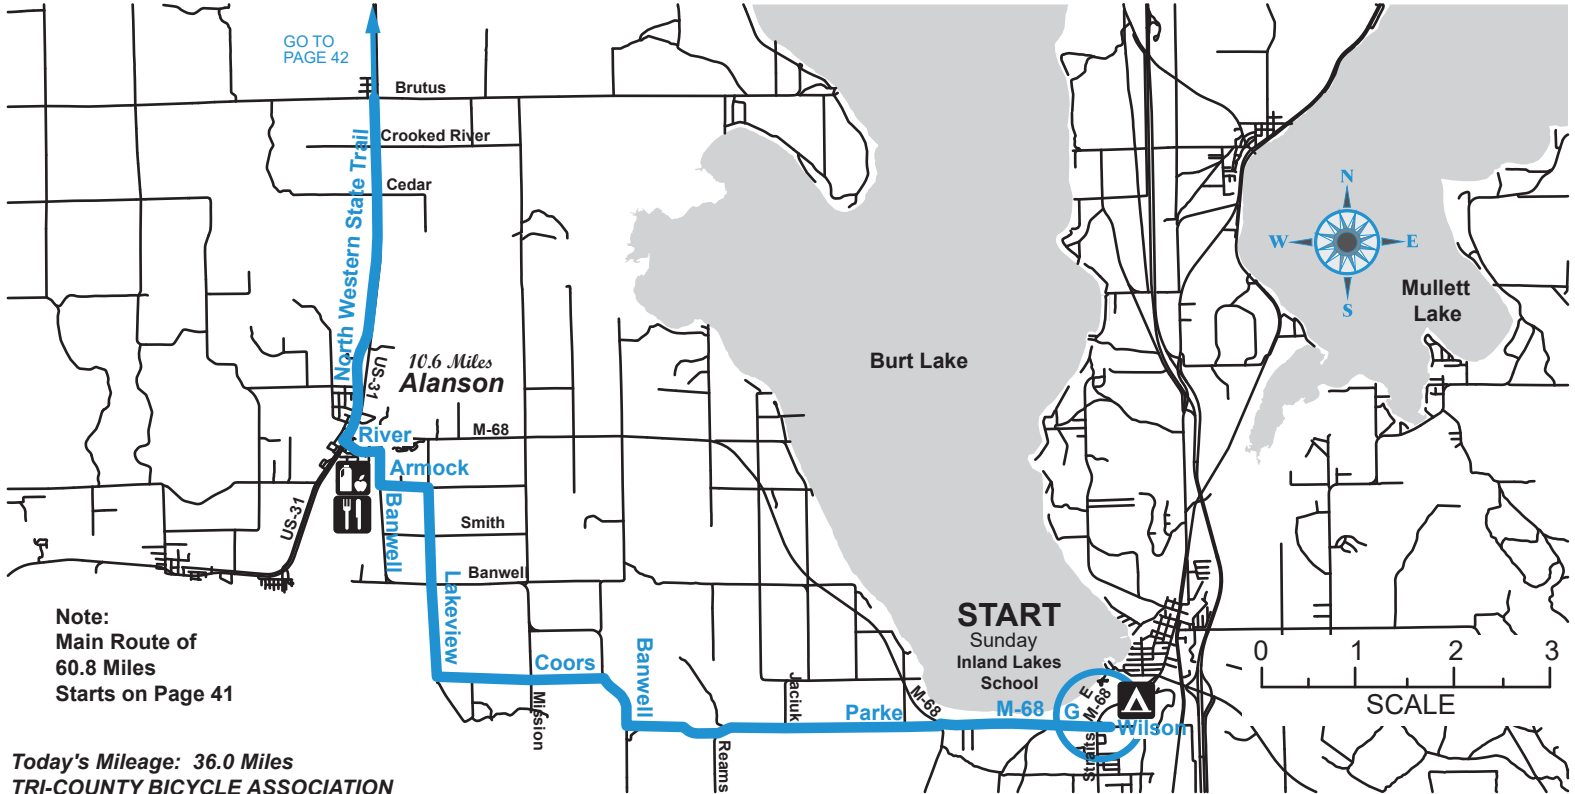 GO TO
PAGE 42
Brutus
Crooked River
Cedar
North Western State Trail
US-31
10.6 Miles
Alanson
River
M-68
Armock
Banwell
Smith
US-31
Banwell
Lakeview
Coors
Mission
Banwell
Reams
Jaciuk
Parke
M-68
M-68
Burt Lake
START
Sunday
Inland Lakes
School
G
E
M-68
Straits
Wilson
Mullett
Lake
N
W
E
S
0 1 2 3
SCALE
Note:
Main Route of
60.8 Miles
Starts on Page 41
Today's Mileage: 36.0 Miles
TRI-COUNTY BICYCLE ASSOCIATION